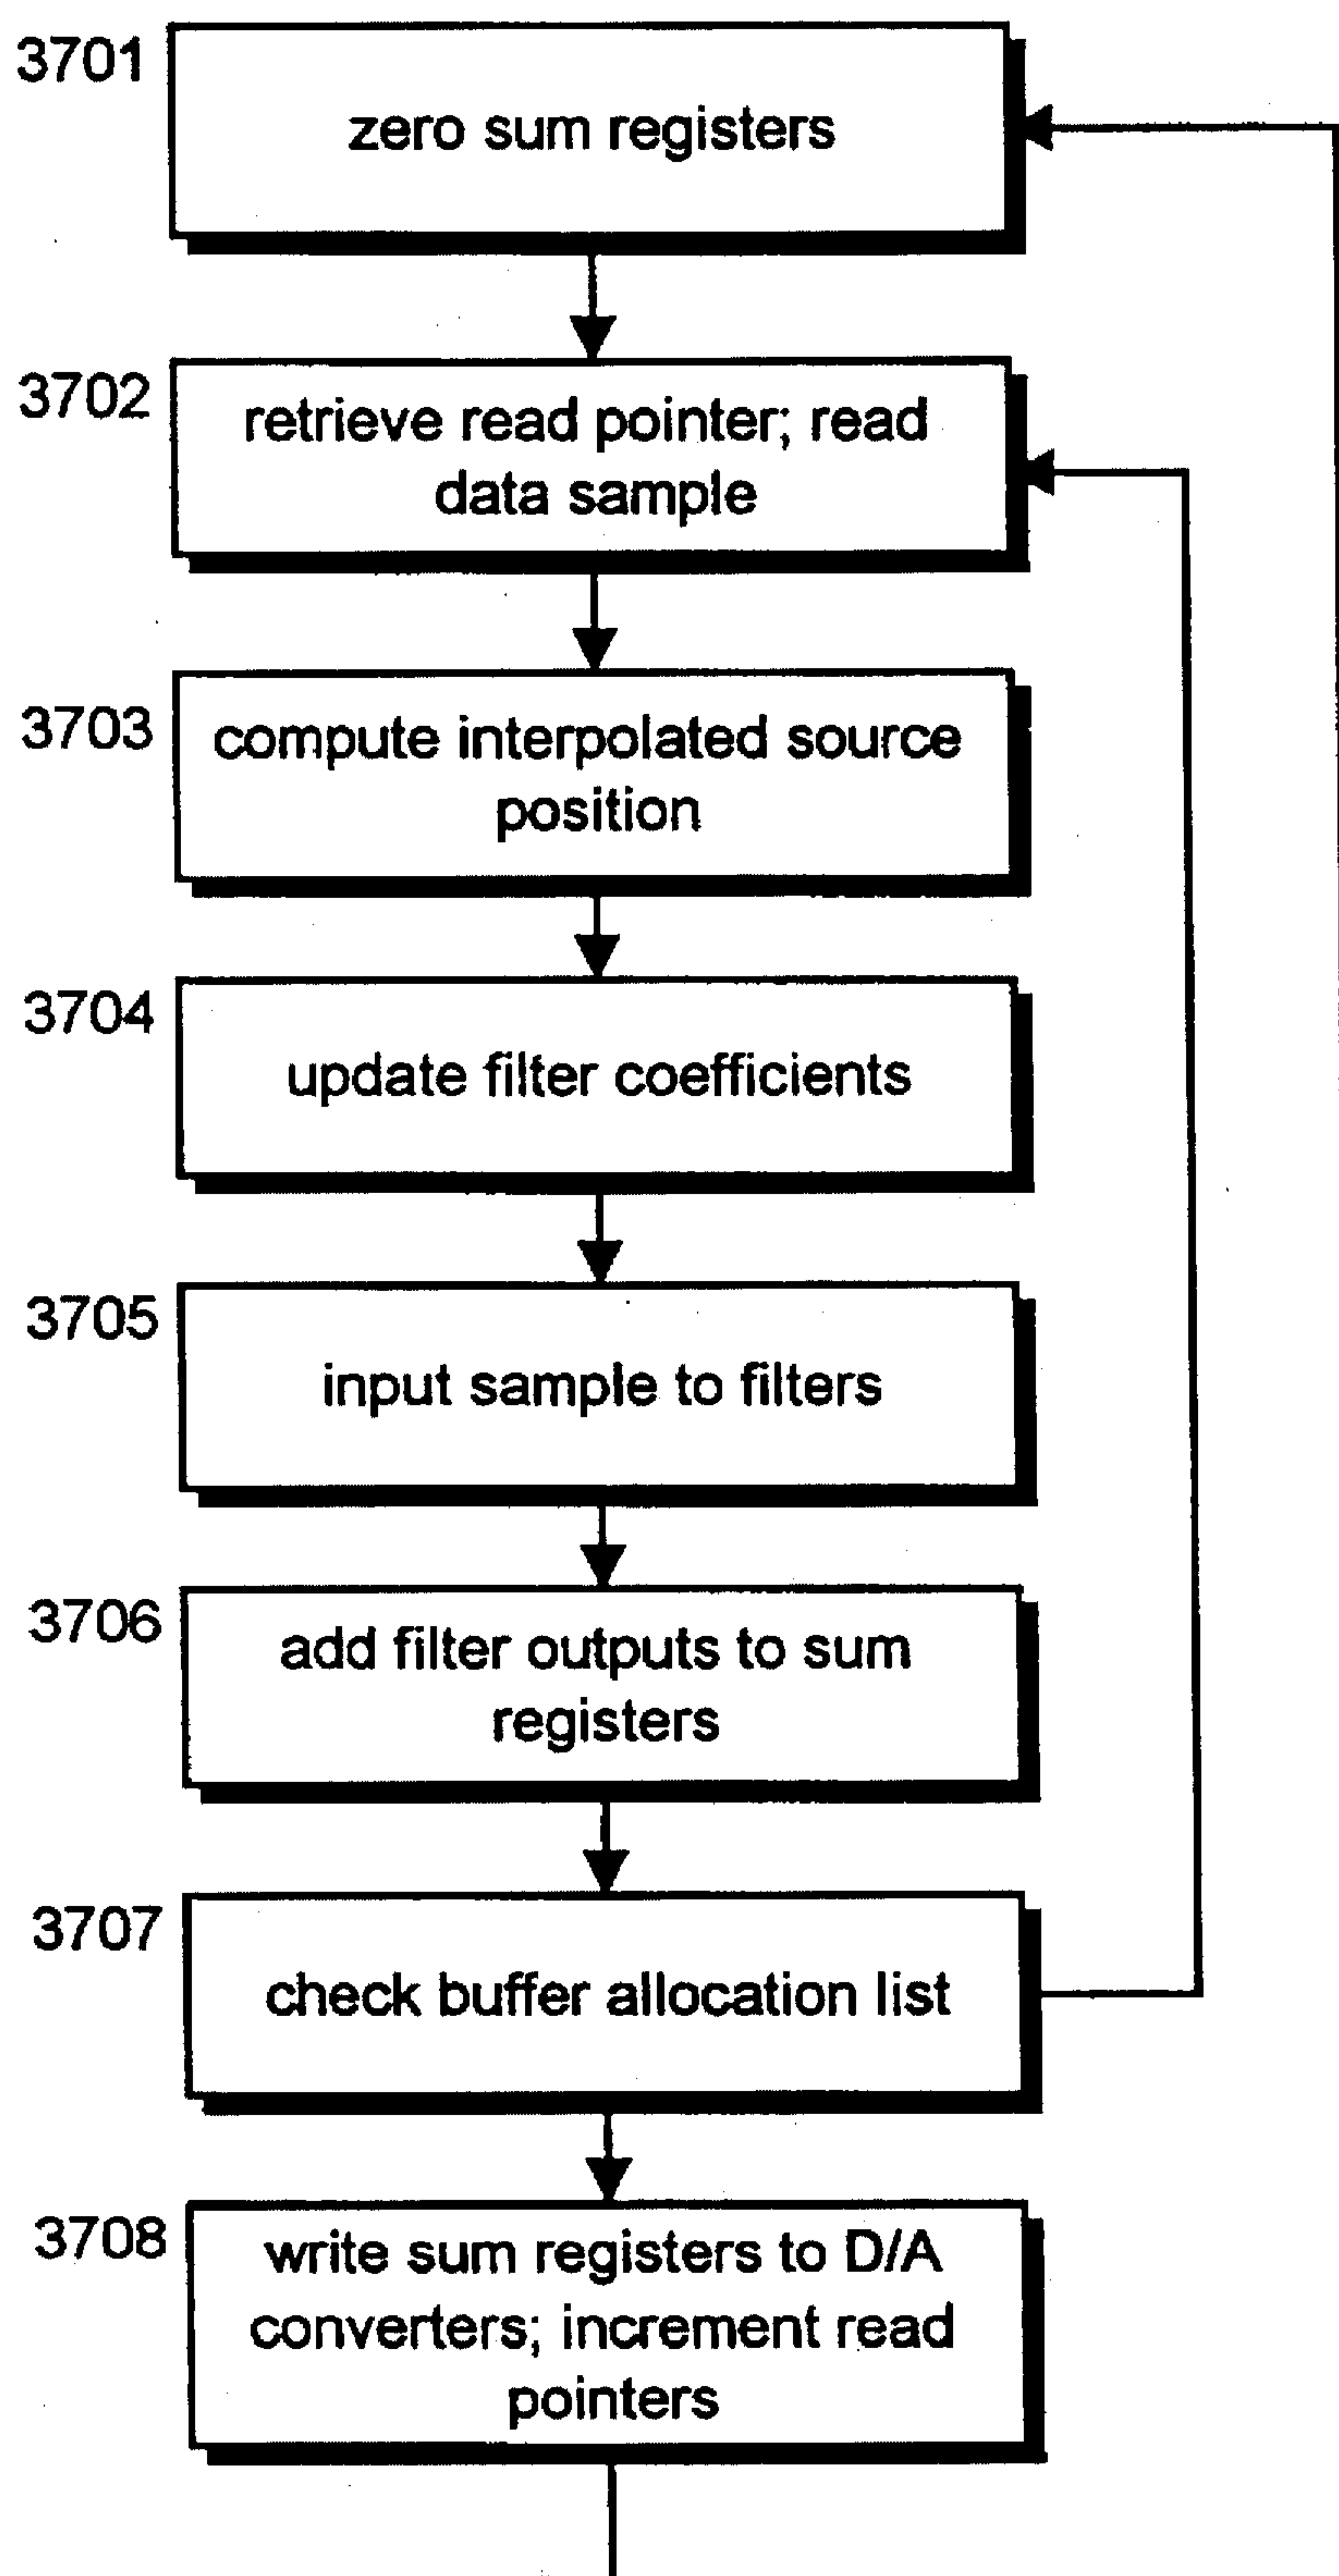 3701
zero sum registers
3702
retrieve read pointer; read
data sample
3703
compute interpolated source
position
3704
update filter coefficients
3705
input sample to filters
3706
add filter outputs to sum
registers
3707
check buffer allocation list
3708
write sum registers to D/A
converters; increment read
pointers